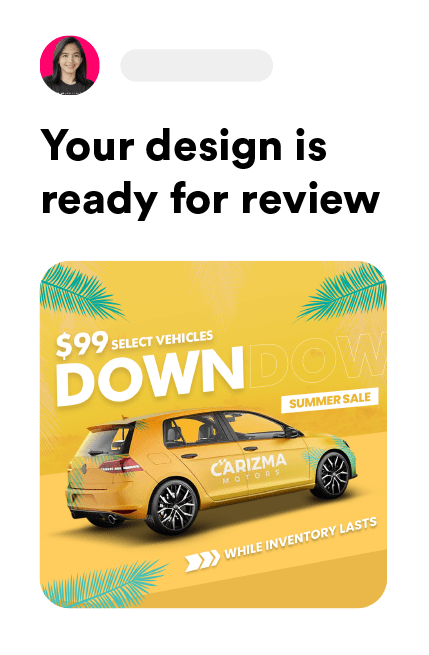 Your design is
ready for review
$99 SELECT VEHICLES
DOWN DOW
SUMMER SALE
CARIZMA
MOTORS
WHILE INVENTORY LASTS